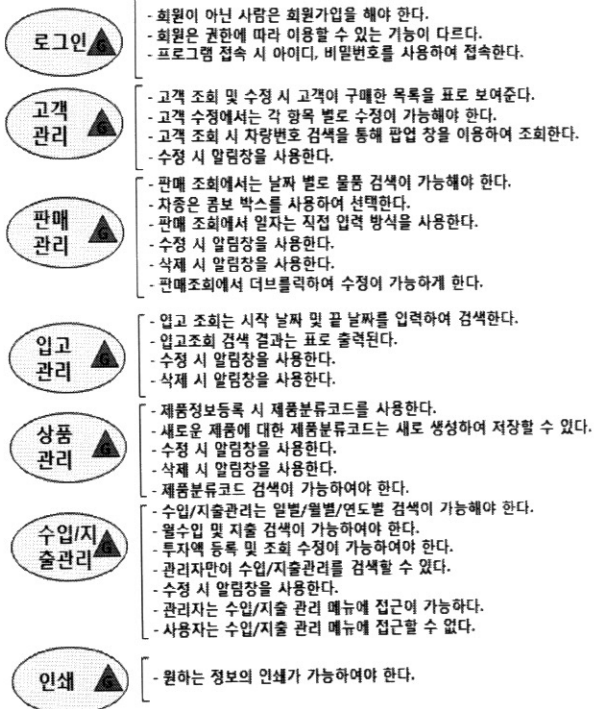 로그인 G
- 회원이 아닌 사람은 회원가입을 해야 한다.
- 회원은 권한에 따라 이용할 수 있는 기능이 다르다.
- 프로그램 접속 시 아이디, 비밀번호를 사용하여 접속한다.
고객
관리 G
- 고객 조회 및 수정 시 고객이 구매한 목록을 표로 보여준다.
- 고객 수정에서는 각 항목 별로 수정이 가능해야 한다.
- 고객 조회 시 차량번호 검색을 통해 팝업 창을 이용하여 조회한다.
- 수정 시 알림창을 사용한다.
판매
관리 G
- 판매 조회에서는 날짜 별로 물품 검색이 가능해야 한다.
- 차종은 콤보 박스를 사용하여 선택한다.
- 판매 조회에서 일자는 직접 입력 방식을 사용한다.
- 수정 시 알림창을 사용한다.
- 삭제 시 알림창을 사용한다.
- 판매조회에서 더브를릭하여 수정이 가능하게 한다.
입고
관리 G
- 입고 조회는 시작 날짜 및 끝 날짜를 입력하여 검색한다.
- 입고조회 검색 결과는 표로 출력된다.
- 수정 시 알림창을 사용한다.
- 삭제 시 알림창을 사용한다.
상품
관리 G
- 제품정보등록 시 제품분류코드를 사용한다.
- 새로운 제품에 대한 제품분류코드는 새로 생성하여 저장할 수 있다.
- 수정 시 알림창을 사용한다.
- 삭제 시 알림창을 사용한다.
- 제품분류코드 검색이 가능하여야 한다.
수입/지
출관리 G
- 수입/지출관리는 일별/월별/연도별 검색이 가능해야 한다.
- 월수입 및 지출 검색이 가능하여야 한다.
- 투자액 등록 및 조회 수정이 가능하여야 한다.
- 관리자만이 수입/지출관리를 검색할 수 있다.
- 수정 시 알림창을 사용한다.
- 관리자는 수입/지출 관리 메뉴에 접근이 가능하다.
- 사용자는 수입/지출 관리 메뉴에 접근할 수 없다.
인쇄 G
- 원하는 정보의 인쇄가 가능하여야 한다.